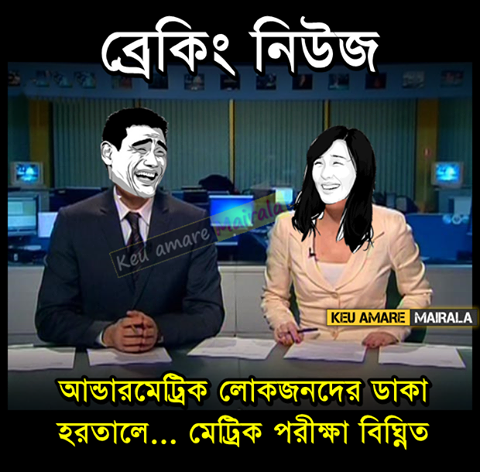 ব্রেকিং নিউজ
Keu amare Mairala
KEU AMARE MAIRALA
আন্ডারমেট্রিক লোকজনদের ডাকা
হরতালে... মেট্রিক পরীক্ষা বিঘ্নিত